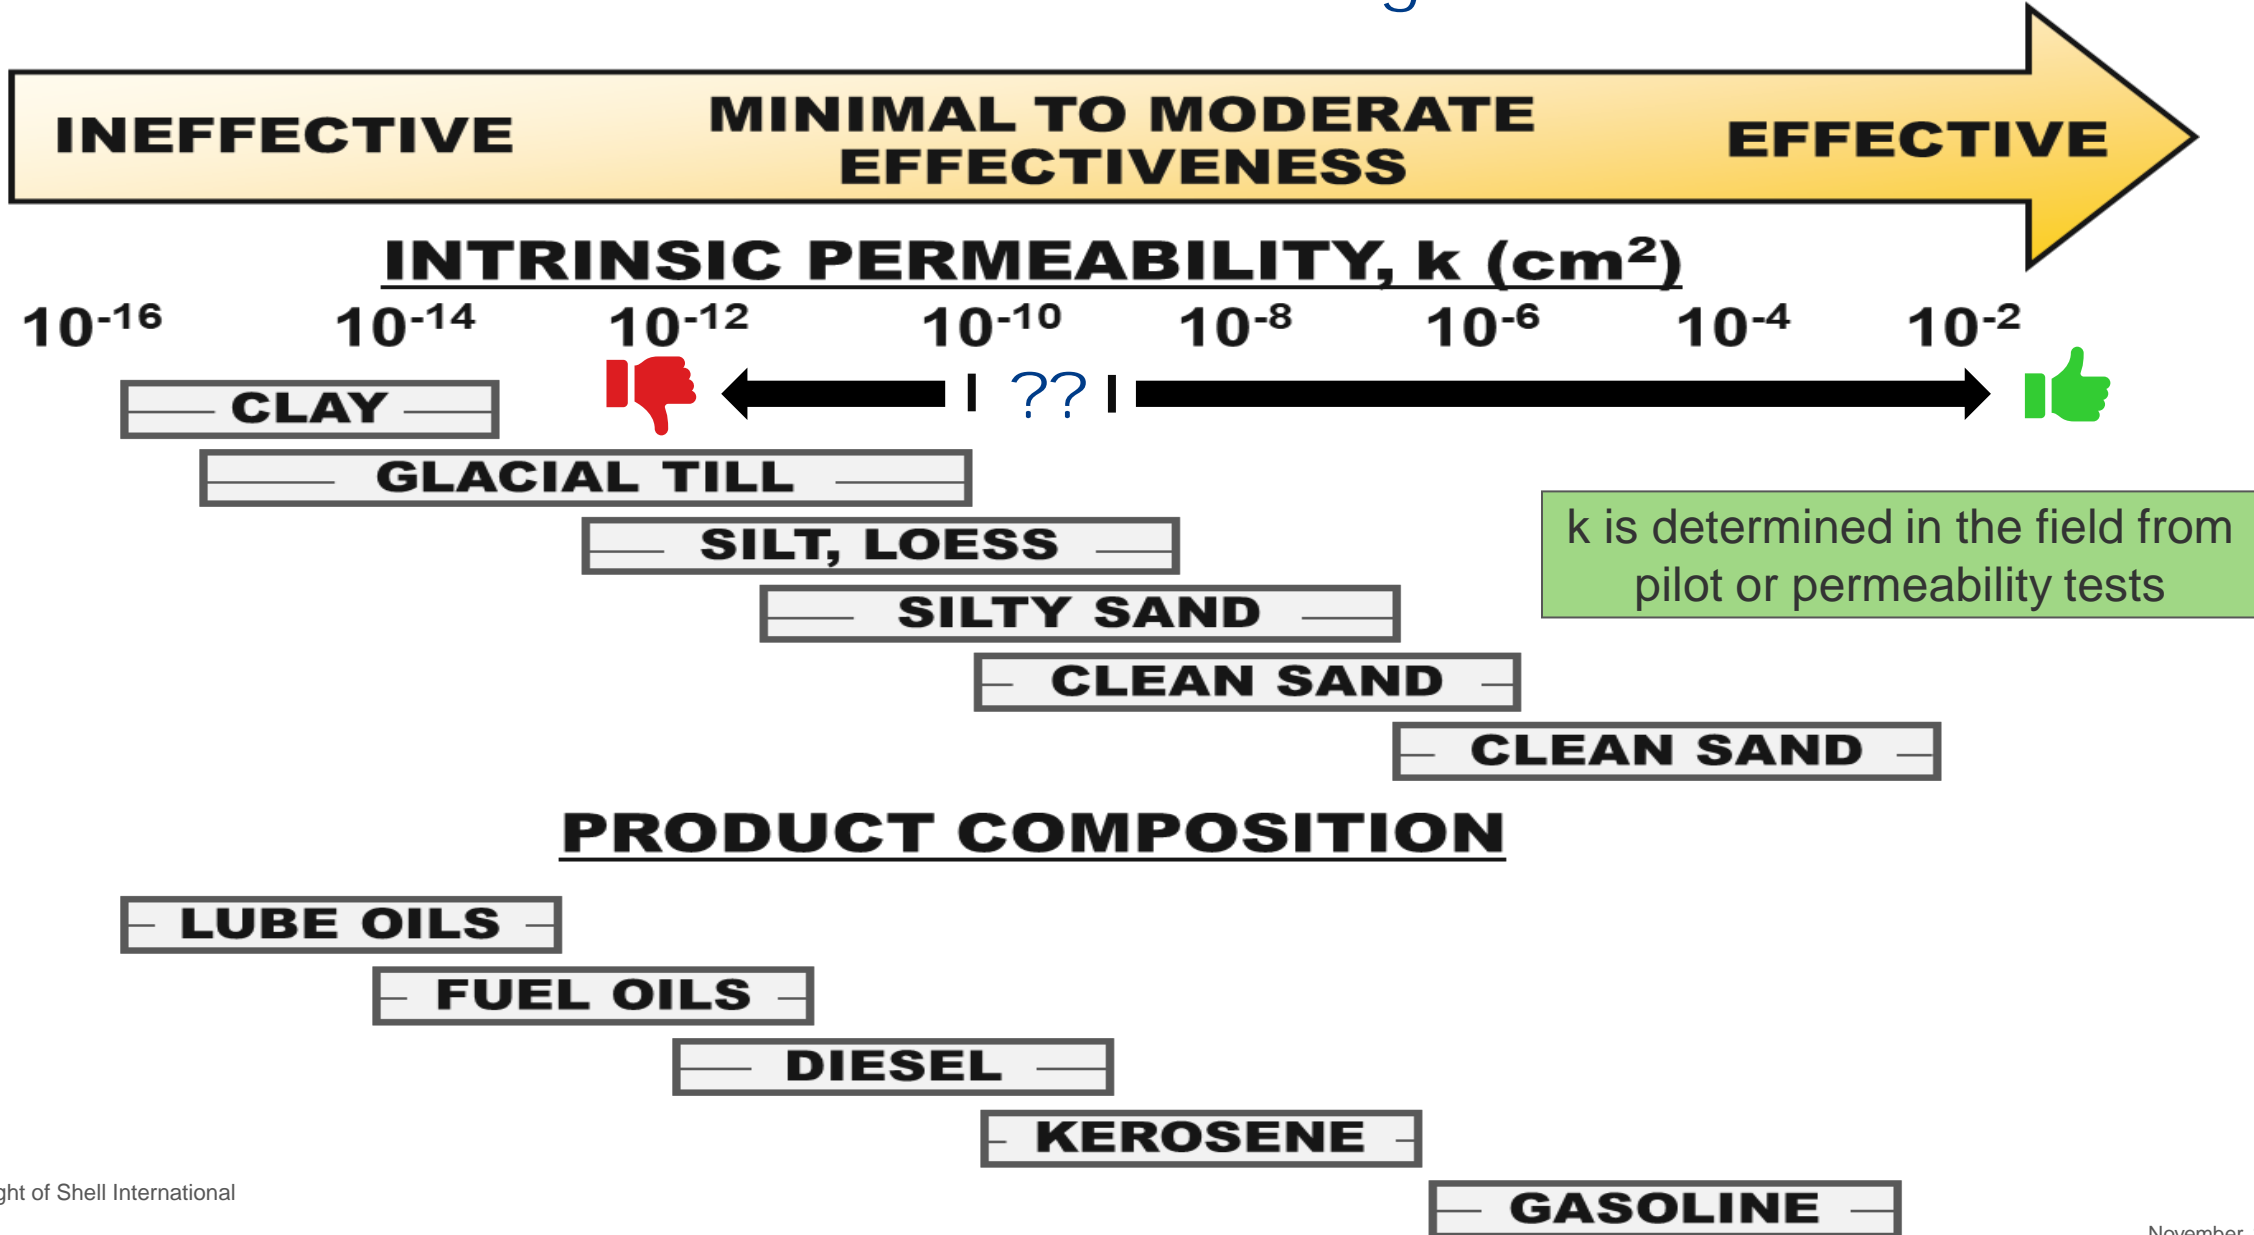 INEFFECTIVE
MINIMAL TO MODERATE
EFFECTIVENESS
EFFECTIVE
INTRINSIC PERMEABILITY, k (cm²)
10⁻¹⁶ 10⁻¹⁴ 10⁻¹² 10⁻¹⁰ 10⁻⁸ 10⁻⁶ 10⁻⁴ 10⁻²
??
CLAY
GLACIAL TILL
SILT, LOESS
k is determined in the field from
pilot or permeability tests
SILTY SAND
CLEAN SAND
CLEAN SAND
PRODUCT COMPOSITION
LUBE OILS
FUEL OILS
DIESEL
KEROSENE
GASOLINE
ght of Shell International
November